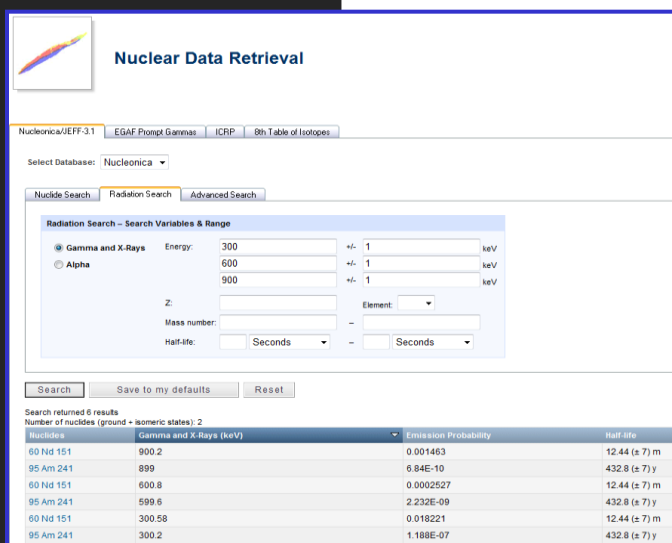 Nuclear Data Retrieval
Nucleonica/JEFF-3.1 EGAF Prompt Gammas ICRP 8th Table of Isotopes
Select Database: Nucleonica
Nuclide Search Radiation Search Advanced Search
Radiation Search – Search Variables & Range
Gamma and X-Rays Energy: 300 +/- 1 keV
Alpha 600 +/- 1 keV
900 +/- 1 keV
Z: Element:
Mass number: –
Half-life: Seconds – Seconds
Search Save to my defaults Reset
Search returned 6 results
Number of nuclides (ground + isomeric states): 2
Nuclides Gamma and X-Rays (keV) Emission Probability Half-life
60 Nd 151 900.2 0.001463 12.44 (± 7) m
95 Am 241 899 6.84E-10 432.8 (± 7) y
60 Nd 151 600.8 0.0002527 12.44 (± 7) m
95 Am 241 599.6 2.232E-09 432.8 (± 7) y
60 Nd 151 300.58 0.018221 12.44 (± 7) m
95 Am 241 300.2 1.188E-07 432.8 (± 7) y